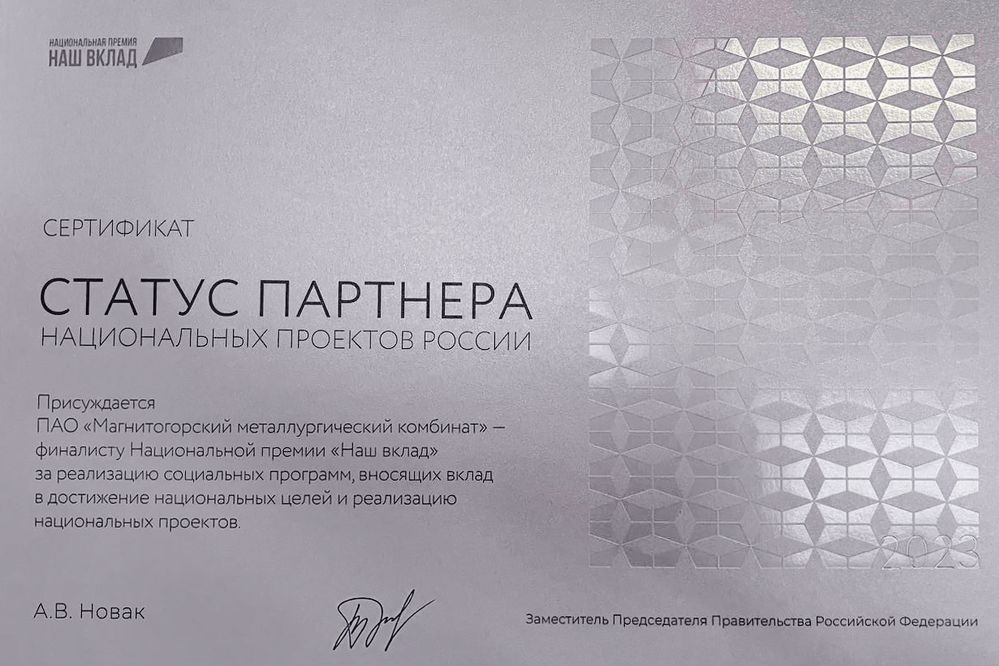 НАЦИОНАЛЬНАЯ ПРЕМИЯ
НАШ ВКЛАД
СЕРТИФИКАТ
СТАТУС ПАРТНЕРА
НАЦИОНАЛЬНЫХ ПРОЕКТОВ РОССИИ
Присуждается
ПАО «Магнитогорский металлургический комбинат» —
финалисту Национальной премии «Наш вклад»
за реализацию социальных программ, вносящих вклад
в достижение национальных целей и реализацию
национальных проектов.
2023
А.В. Новак
Заместитель Председателя Правительства Российской Федерации